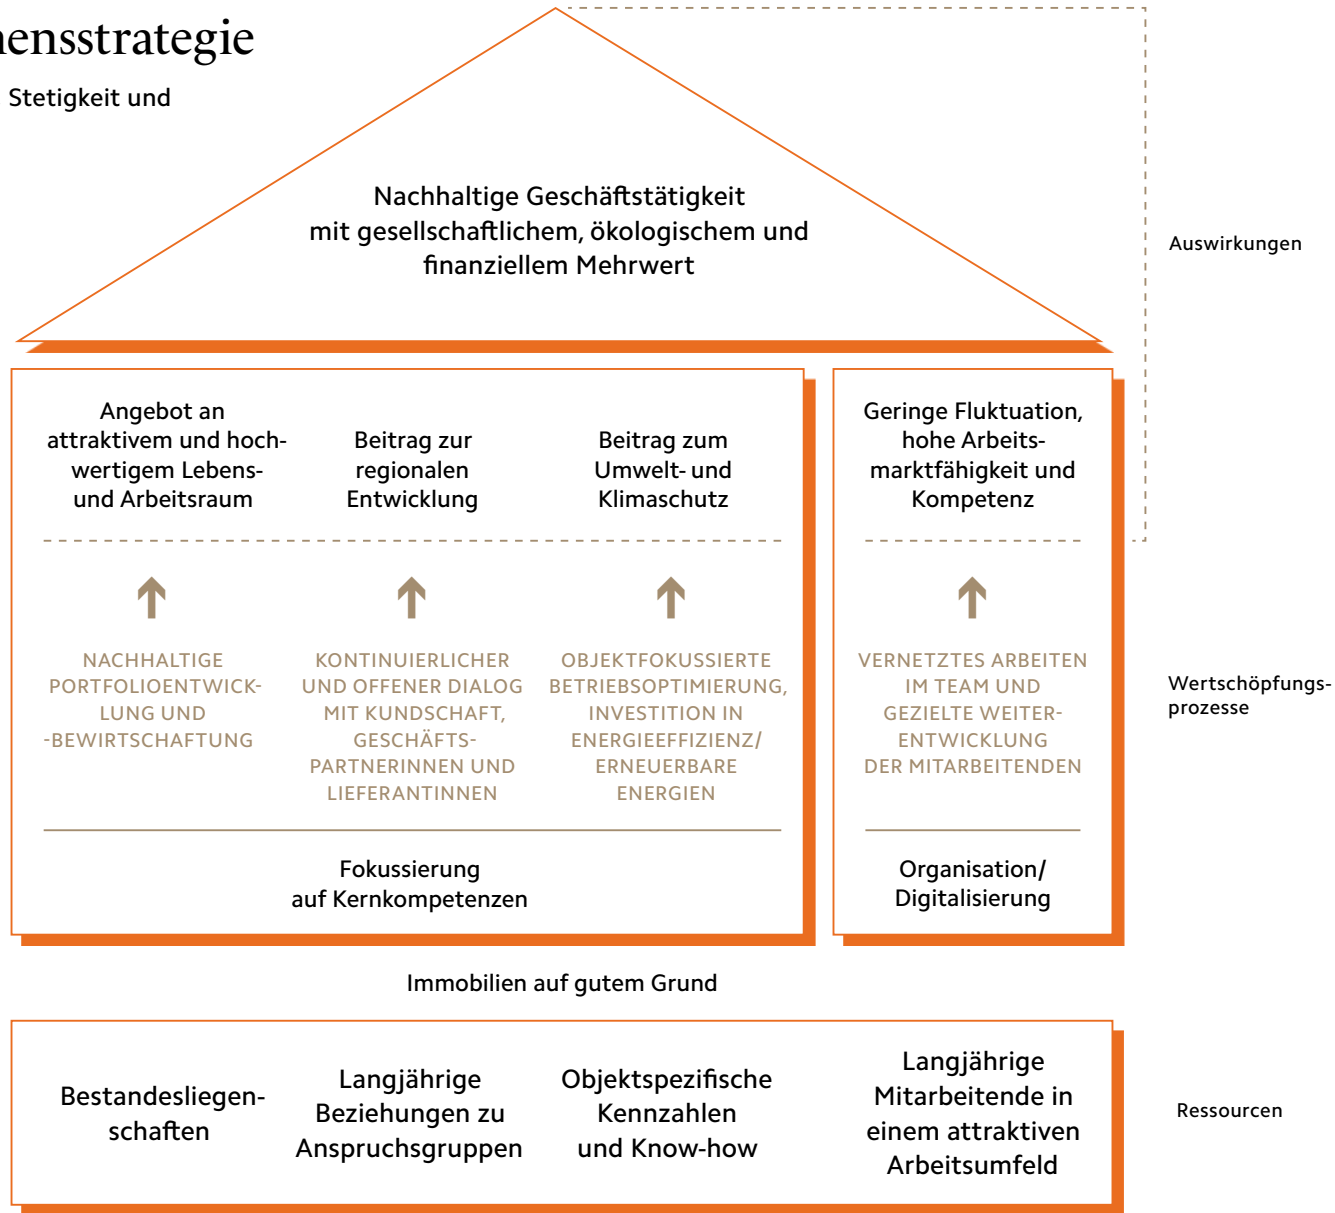 nensstrategie
Stetigkeit und
Nachhaltige Geschäftstätigkeit
mit gesellschaftlichem, ökologischem und
finanziellem Mehrwert
Auswirkungen
Angebot an
attraktivem und hoch-
wertigem Lebens-
und Arbeitsraum
Beitrag zur
regionalen
Entwicklung
Beitrag zum
Umwelt- und
Klimaschutz
Geringe Fluktuation,
hohe Arbeits-
marktfähigkeit und
Kompetenz
NACHHALTIGE
PORTFOLIOENTWICK-
LUNG UND
-BEWIRTSCHAFTUNG
KONTINUIERLICHER
UND OFFENER DIALOG
MIT KUNDSCHAFT,
GESCHÄFTS-
PARTNERINNEN UND
LIEFERANTINNEN
OBJEKTFOKUSSIERTE
BETRIEBSOPTIMIERUNG,
INVESTITION IN
ENERGIEEFFIZIENZ/
ERNEUERBARE
ENERGIEN
VERNETZTES ARBEITEN
IM TEAM UND
GEZIELTE WEITER-
ENTWICKLUNG
DER MITARBEITENDEN
Wertschöpfungs-
prozesse
Fokussierung
auf Kernkompetenzen
Organisation/
Digitalisierung
Immobilien auf gutem Grund
Bestandesliegen-
schaften
Langjährige
Beziehungen zu
Anspruchsgruppen
Objektspezifische
Kennzahlen
und Know-how
Langjährige
Mitarbeitende in
einem attraktiven
Arbeitsumfeld
Ressourcen